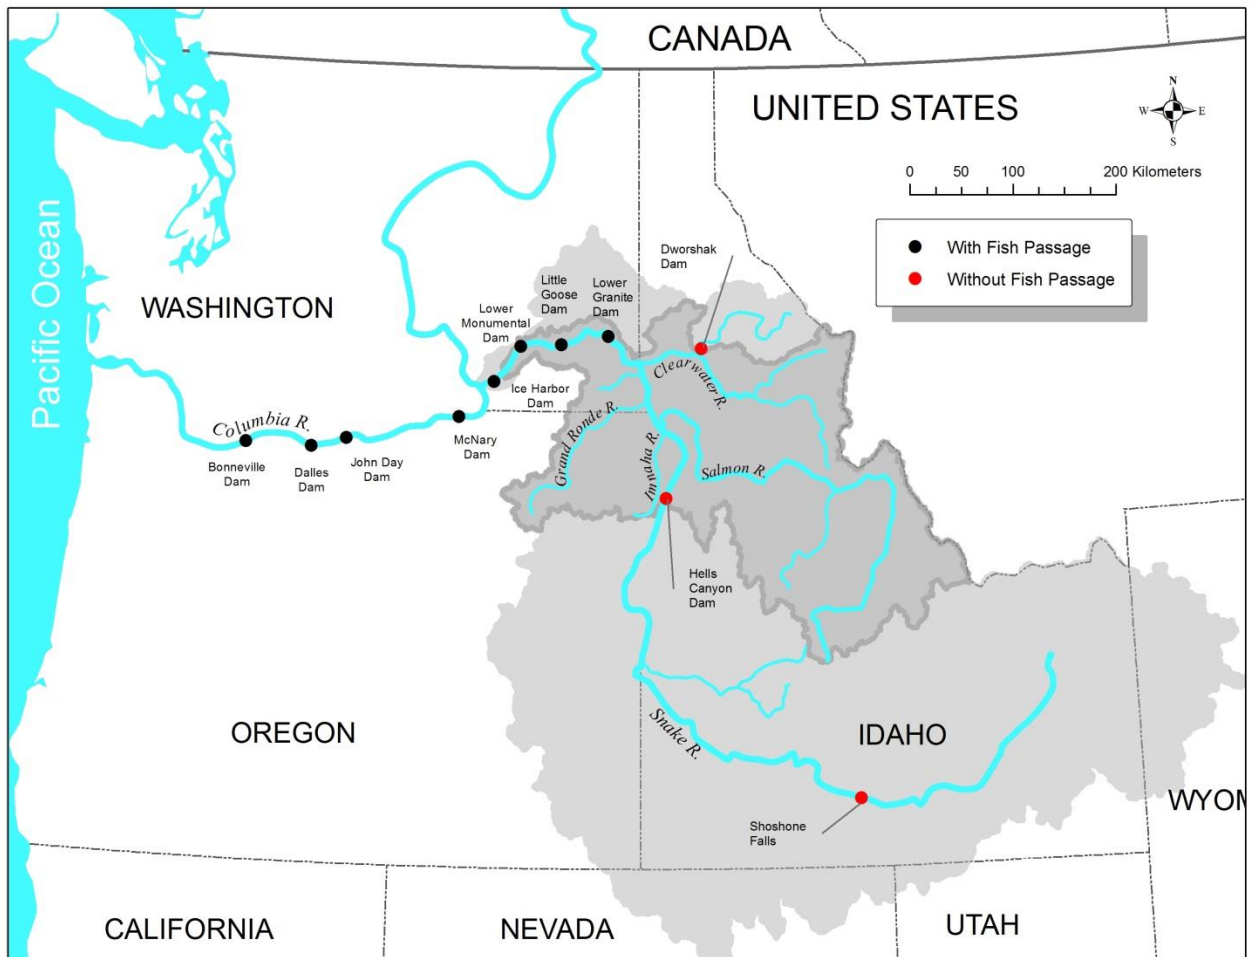 CANADA
UNITED STATES
N
W
E
S
0
50
100
200 Kilometers
With Fish Passage
Without Fish Passage
Pacific Ocean
WASHINGTON
Dworshak
Dam
Little
Goose
Dam
Lower
Granite
Dam
Lower
Monumental
Dam
Ice Harbor
Dam
Clearwater R.
Columbia R.
Bonneville
Dam
Dalles
Dam
John Day
Dam
McNary
Dam
Grand Ronde R.
Imnaha R.
Salmon R.
Hells
Canyon
Dam
OREGON
Snake R.
IDAHO
Shoshone
Falls
WYOM
CALIFORNIA
NEVADA
UTAH